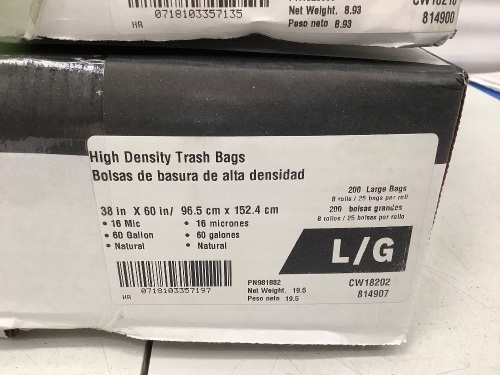 0718103357135
HR
Net Weight. 8.93
Peso neto 8.93
814900
High Density Trash Bags
Bolsas de basura de alta densidad
38 in X 60 in/ 96.5 cm x 152.4 cm
• 16 Mic • 16 micrones
• 60 Gallon • 60 galones
• Natural • Natural
200 Large Bags
8 rolls / 25 bags per roll
200 bolsas grandes
8 rollos / 25 bolsas per roll
L/G
0718103357197
HR
PN981882
Net Weight. 19.5
Peso neto 19.5
CW18202
814907